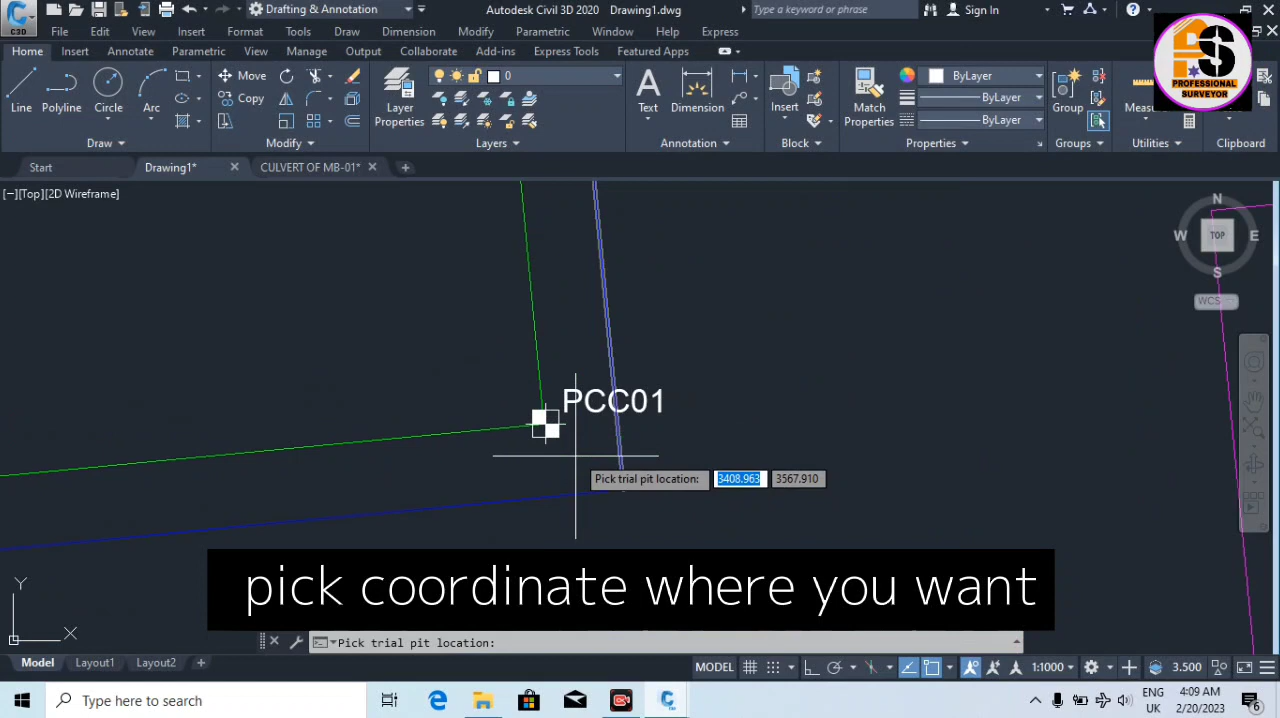 C3D
Drafting & Annotation
Autodesk Civil 3D 2020 Drawing1.dwg
Type a keyword or phrase
Sign In
File Edit View Insert Format Tools Draw Dimension Modify Parametric Window Help Express
Home Insert Annotate Parametric View Manage Output Collaborate Add-ins Express Tools Featured Apps
Line Polyline Circle Arc
Move
Copy
Layer
Properties
0
Text Dimension
Insert
Match
Properties
ByLayer
ByLayer
ByLayer
Group
Draw Modify Layers Annotation Block Properties Groups Utilities Clipboard
PS
PROFESSIONAL
SURVEYOR
Start Drawing1* CULVERT OF MB-01*
[−][Top][2D Wireframe]
N
W TOP E
S
WCS
PCC01
Pick trial pit location: 3408.963 3567.910
pick coordinate where you want
Y
X
Pick trial pit location:
Model Layout1 Layout2 +
MODEL 1:1000 3.500
Type here to search
ENG
UK
4:09 AM
2/20/2023
6